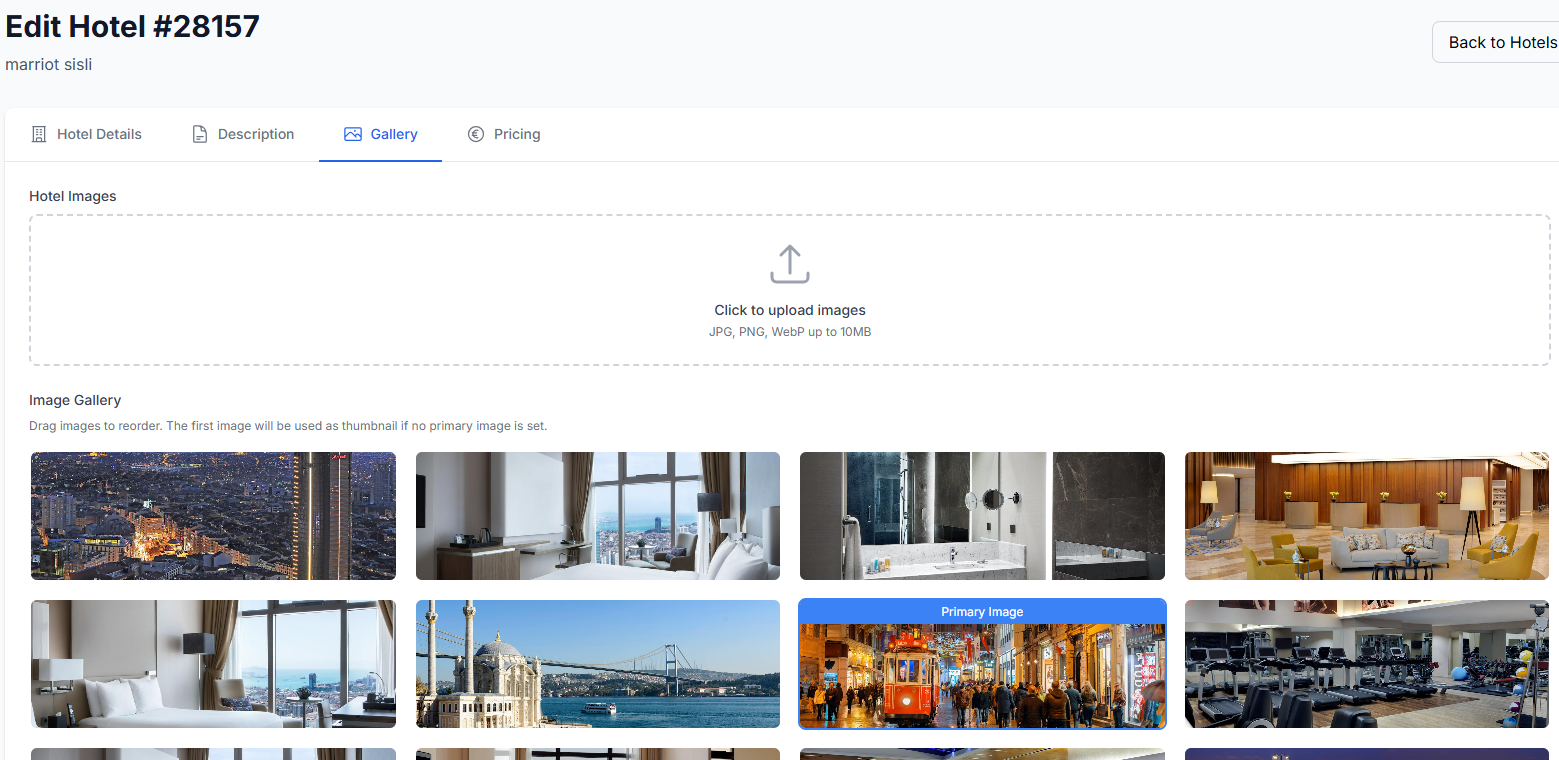 Edit Hotel #28157
marriot sisli
Back to Hotels
Hotel Details
Description
Gallery
Pricing
Hotel Images
Click to upload images
JPG, PNG, WebP up to 10MB
Image Gallery
Drag images to reorder. The first image will be used as thumbnail if no primary image is set.
Primary Image